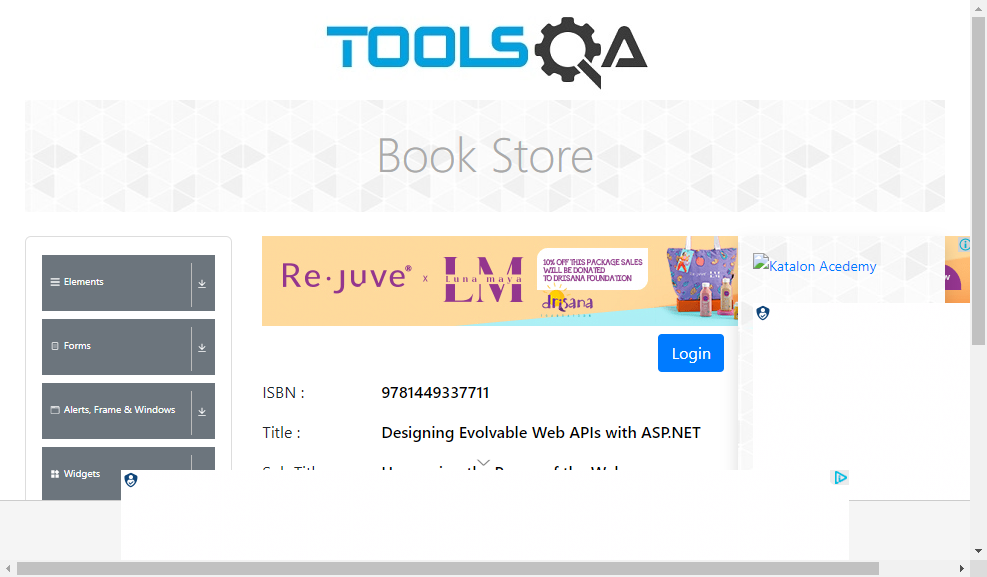 TOOLSQA
Book Store
Elements
Forms
Alerts, Frame & Windows
Widgets
Re·juve® x LM
Luna maya
10% OFF THIS PACKAGE SALES
WILL BE DONATED
TO DRISANA FOUNDATION
drisana
Katalon Acedemy
Login
ISBN :
9781449337711
Title :
Designing Evolvable Web APIs with ASP.NET